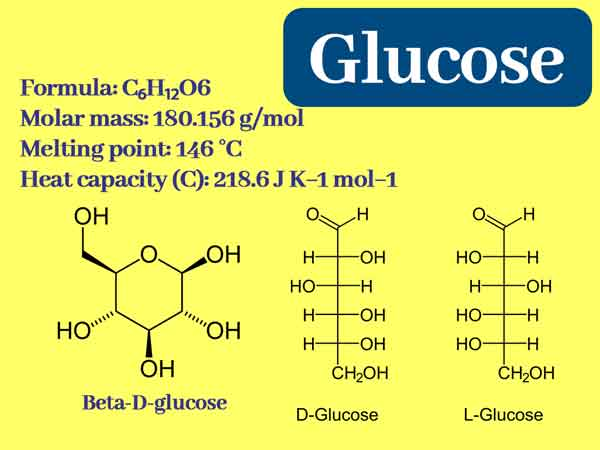 Glucose
Formula: C₆H₁₂O6
Molar mass: 180.156 g/mol
Melting point: 146 °C
Heat capacity (C): 218.6 J K–1 mol–1
OH
O
OH
HO
OH
OH
Beta-D-glucose
O H
H OH
HO H
H OH
H OH
CH₂OH
D-Glucose
O H
HO H
H OH
HO H
HO H
CH₂OH
L-Glucose